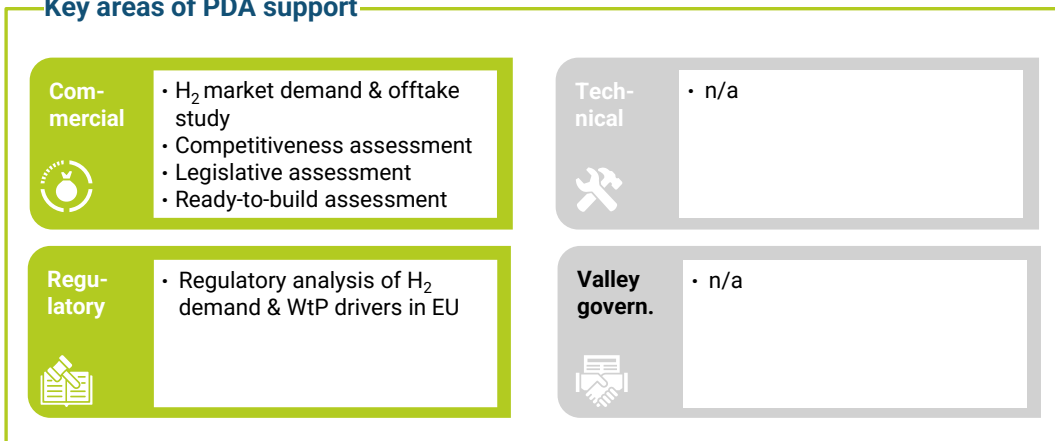 Key areas of PDA support
Com-
mercial
• H₂ market demand & offtake
study
• Competitiveness assessment
• Legislative assessment
• Ready-to-build assessment
Tech-
nical
• n/a
Regu-
latory
• Regulatory analysis of H₂
demand & WtP drivers in EU
Valley
govern.
• n/a